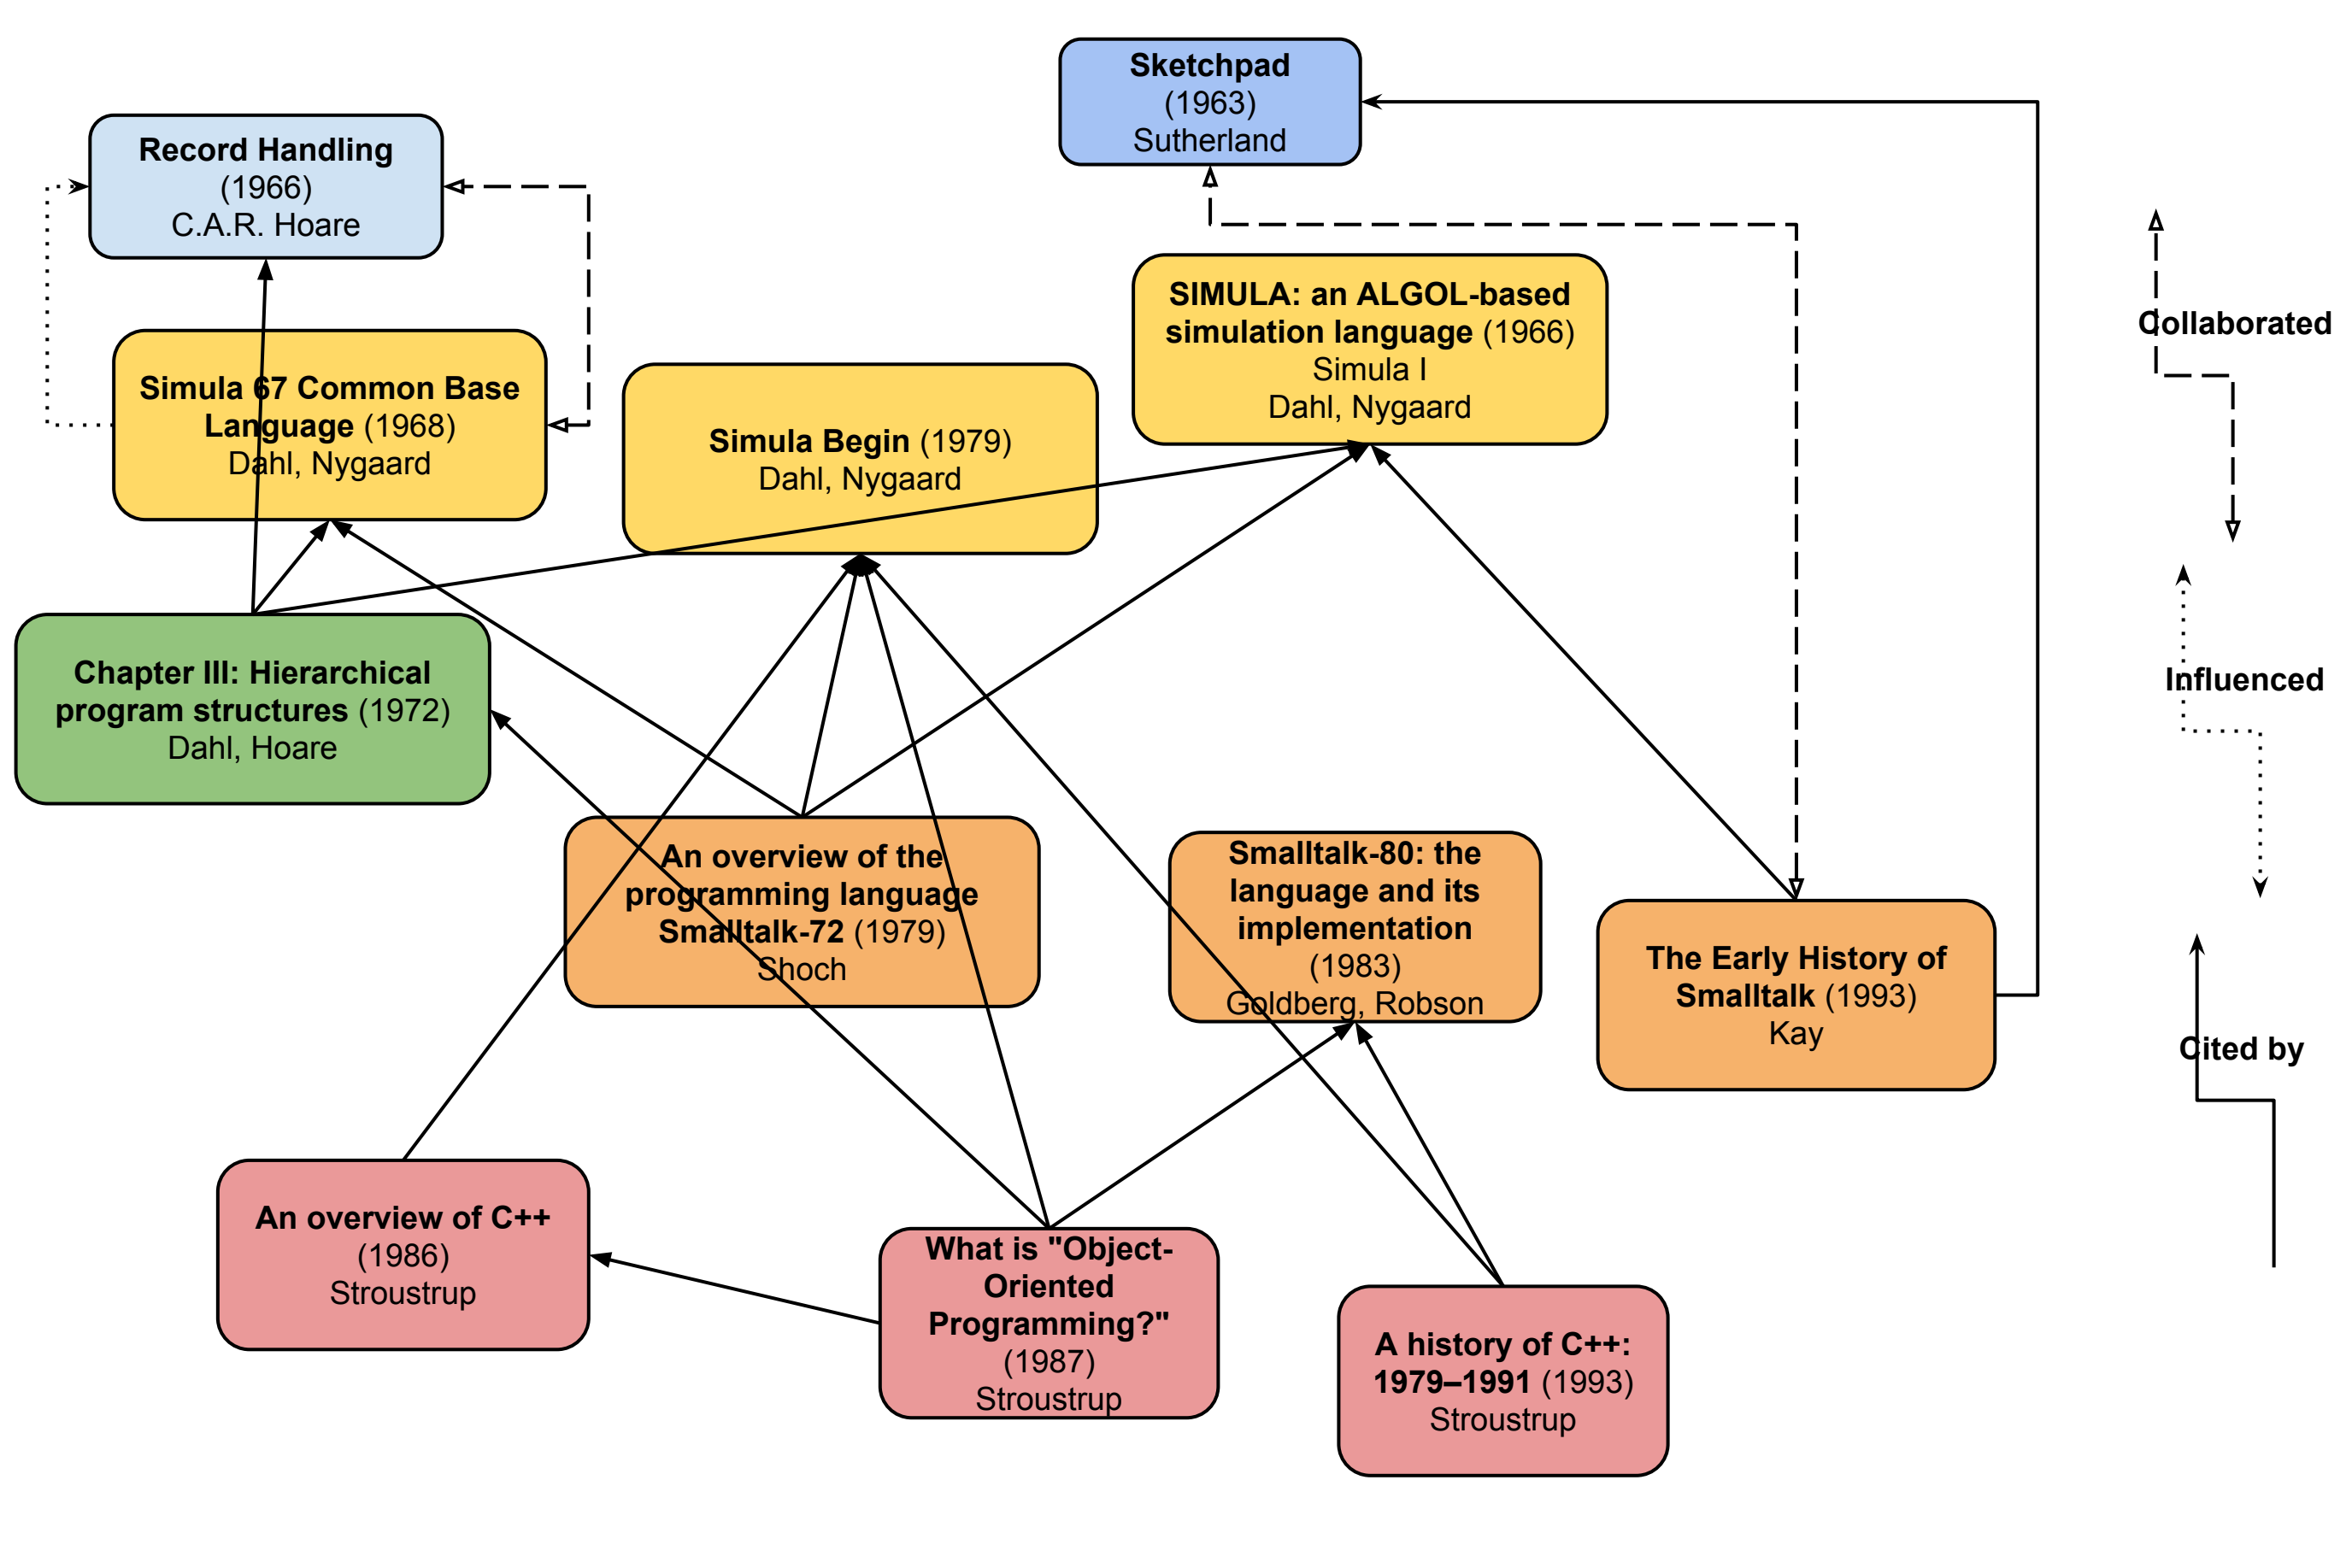 Sketchpad
(1963)
Sutherland
Record Handling
(1966)
C.A.R. Hoare
SIMULA: an ALGOL-based
simulation language (1966)
Simula I
Dahl, Nygaard
Collaborated
Simula 67 Common Base
Language (1968)
Dahl, Nygaard
Simula Begin (1979)
Dahl, Nygaard
Chapter III: Hierarchical
program structures (1972)
Dahl, Hoare
Influenced
An overview of the
programming language
Smalltalk-72 (1979)
Shoch
Smalltalk-80: the
language and its
implementation
(1983)
Goldberg, Robson
The Early History of
Smalltalk (1993)
Kay
Cited by
An overview of C++
(1986)
Stroustrup
What is "Object-
Oriented
Programming?"
(1987)
Stroustrup
A history of C++:
1979–1991 (1993)
Stroustrup